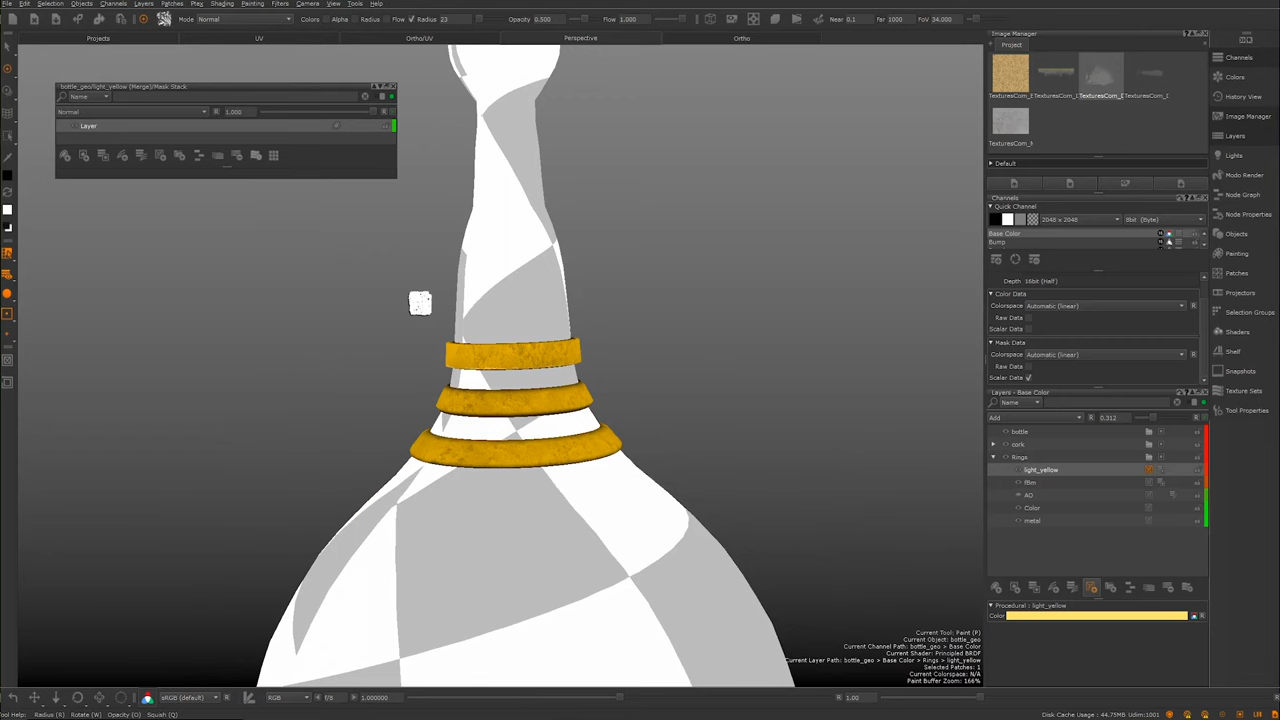 File Edit Selection Objects Channels Layers Patches Ptex Shading Painting Filters Camera View Help
Mode Normal Colors Alpha Radius Flow Radius 23 Opacity 0.500 Flow 1.000 Near 0.1 Far 1000 FoV 34.000
Projects UV Ortho/UV Perspective Ortho
bottle_geo/light_yellow (Merge)/Mask Stack
Name
Normal R 1.000 R
Layer
Image Manager
Project
TexturesCom_
TexturesCom_
Default
Channels
Quick Channel
2048 x 2048 8bit (Byte)
Base Color
Bump
Depth 16bit (Half)
Color Data
Colorspace Automatic (linear) R
Raw Data
Scalar Data
Mask Data
Colorspace Automatic (linear) R
Raw Data
Scalar Data
Layers - Base Color
Name
Add R 0.312 R
bottle
cork
Rings
light_yellow
fBm
AO
Color
metal
Procedural : light_yellow
Color R
Channels
Colors
History View
Image Manager
Layers
Lights
Modo Render
Node Graph
Node Properties
Objects
Painting
Patches
Projectors
Selection Groups
Shaders
Shelf
Snapshots
Texture Sets
Tool Properties
Current Tool: Paint (P)
Current Object: bottle_geo
Current Channel Path: bottle_geo > Base Color
Current Shader: Principled BRDF
Current Layer Path: bottle_geo > Base Color > Rings > light_yellow
Selected Patches: 1
Current Colorspace: N/A
Paint Buffer Zoom: 166%
sRGB (default) R RGB f/8 1.000000 R 1.00
Tool Help: Radius (R) Rotate (W) Opacity (O) Squash (Q)
Disk Cache Usage: 44.75MB Udim:1001